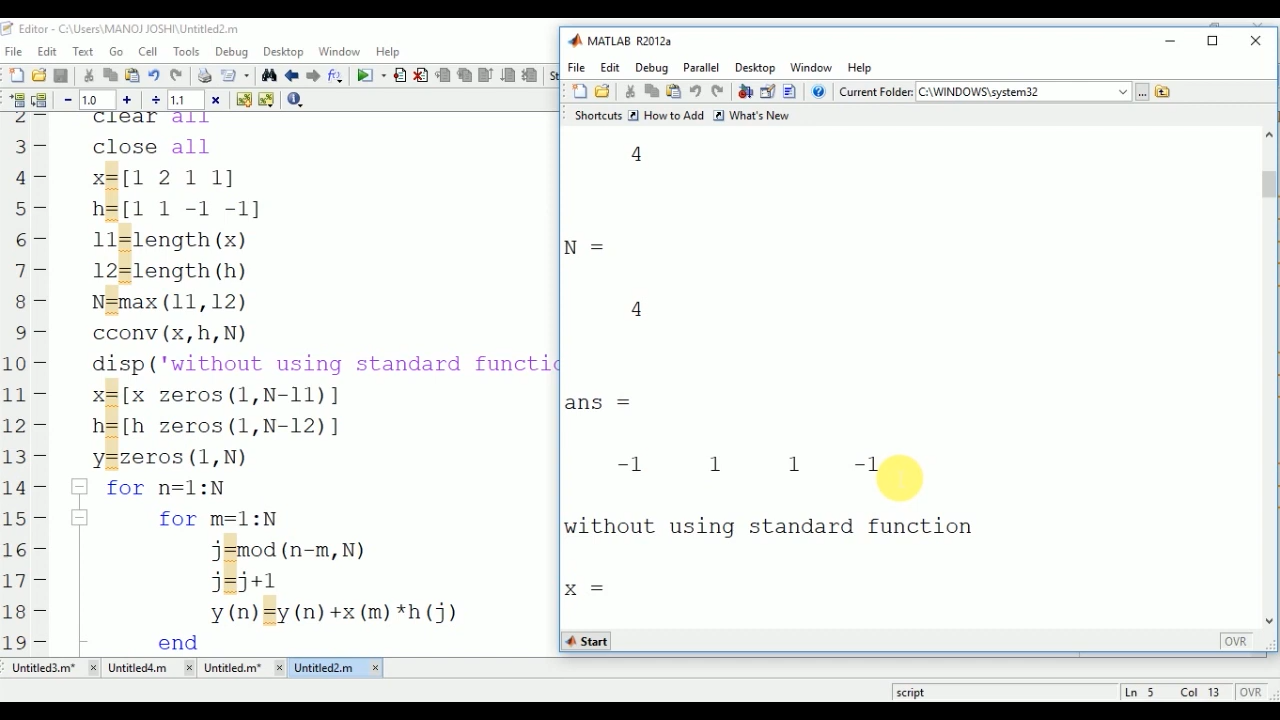 Editor - C:\Users\MANOJ JOSHI\Untitled2.m
File Edit Text Go Cell Tools Debug Desktop Window Help
− 1.0 + ÷ 1.1 ×
2 − clear all
3 − close all
4 − x=[1 2 1 1]
5 − h=[1 1 -1 -1]
6 − l1=length(x)
7 − l2=length(h)
8 − N=max(l1,l2)
9 − cconv(x,h,N)
10 − disp('without using standard functio
11 − x=[x zeros(1,N-l1)]
12 − h=[h zeros(1,N-l2)]
13 − y=zeros(1,N)
14 − for n=1:N
15 − for m=1:N
16 − j=mod(n-m,N)
17 − j=j+1
18 − y(n)=y(n)+x(m)*h(j)
19 − end
Untitled3.m* × Untitled4.m × Untitled.m* × Untitled2.m ×
script Ln 5 Col 13 OVR
MATLAB R2012a
File Edit Debug Parallel Desktop Window Help
Current Folder: C:\WINDOWS\system32
Shortcuts How to Add What's New
4
N =
4
ans =
-1 1 1 -1
without using standard function
x =
Start OVR